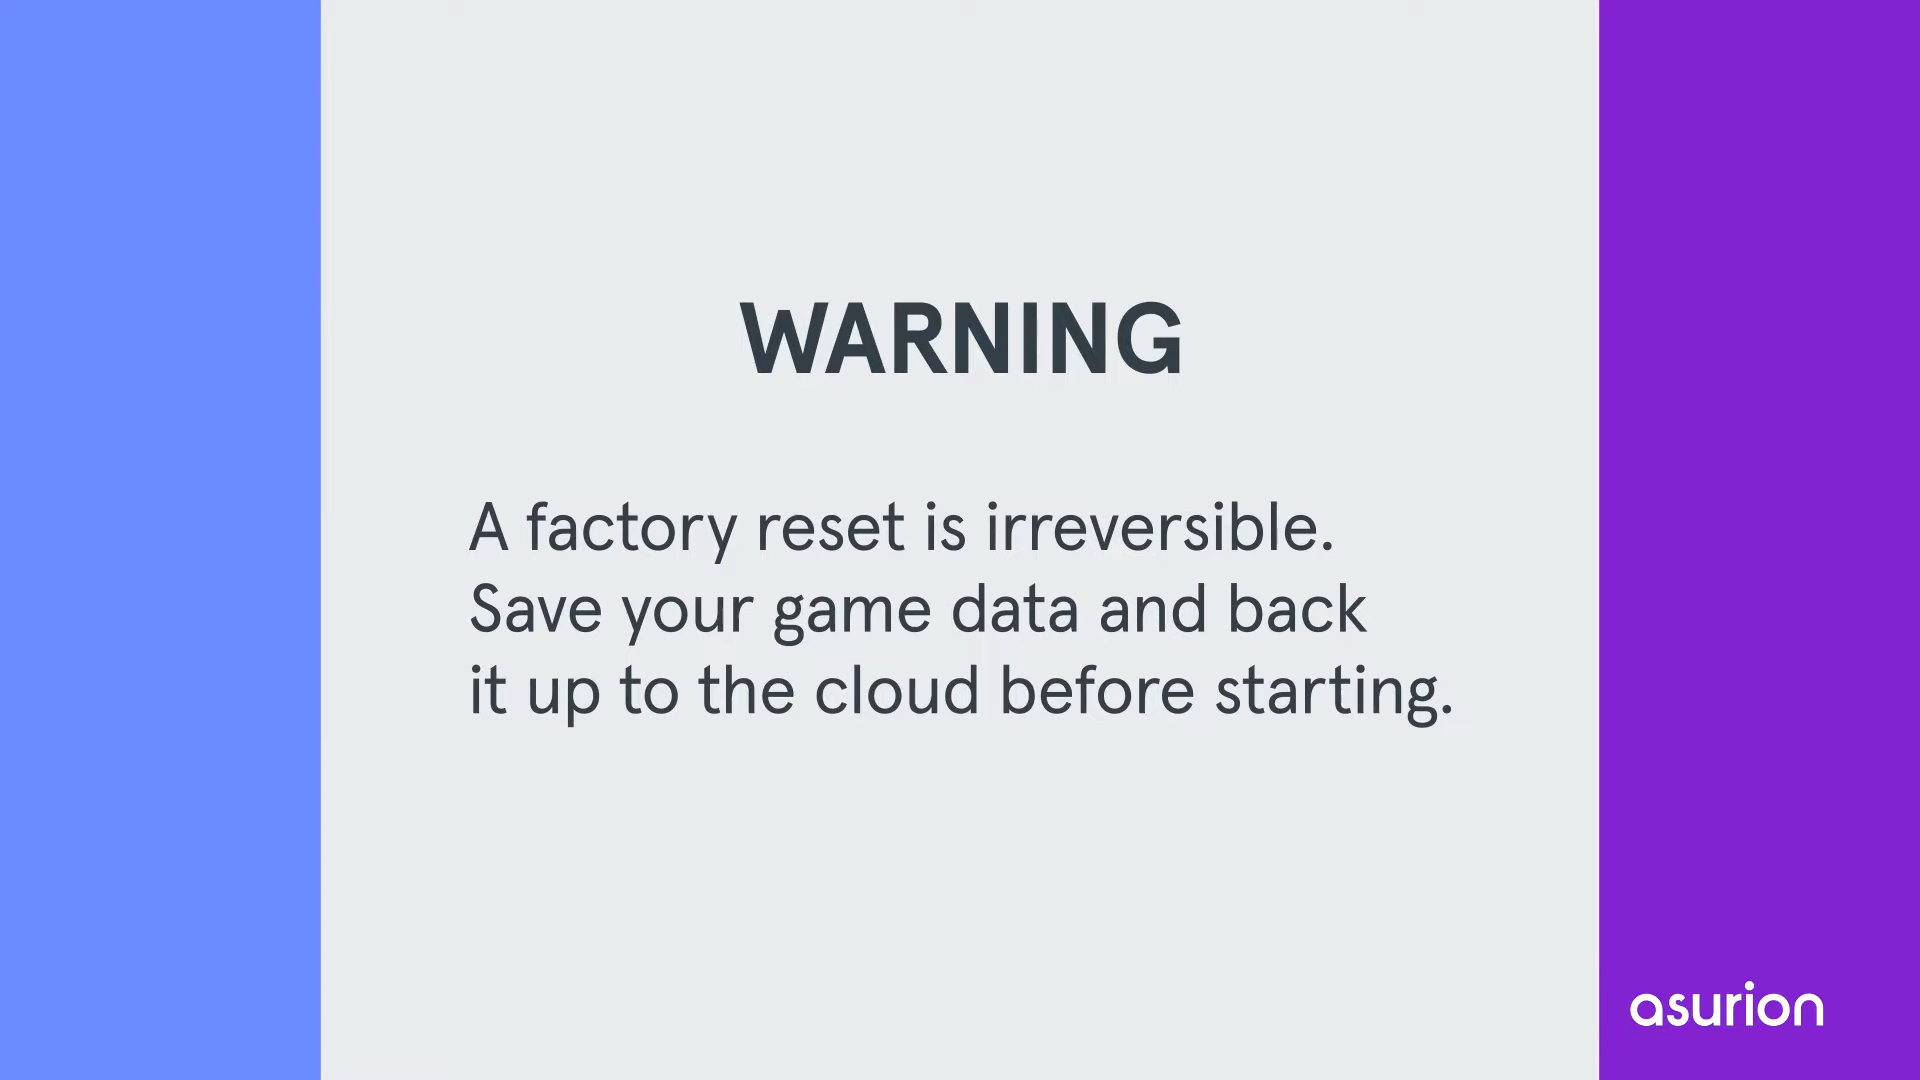 WARNING
A factory reset is irreversible.
Save your game data and back
it up to the cloud before starting.
asurion